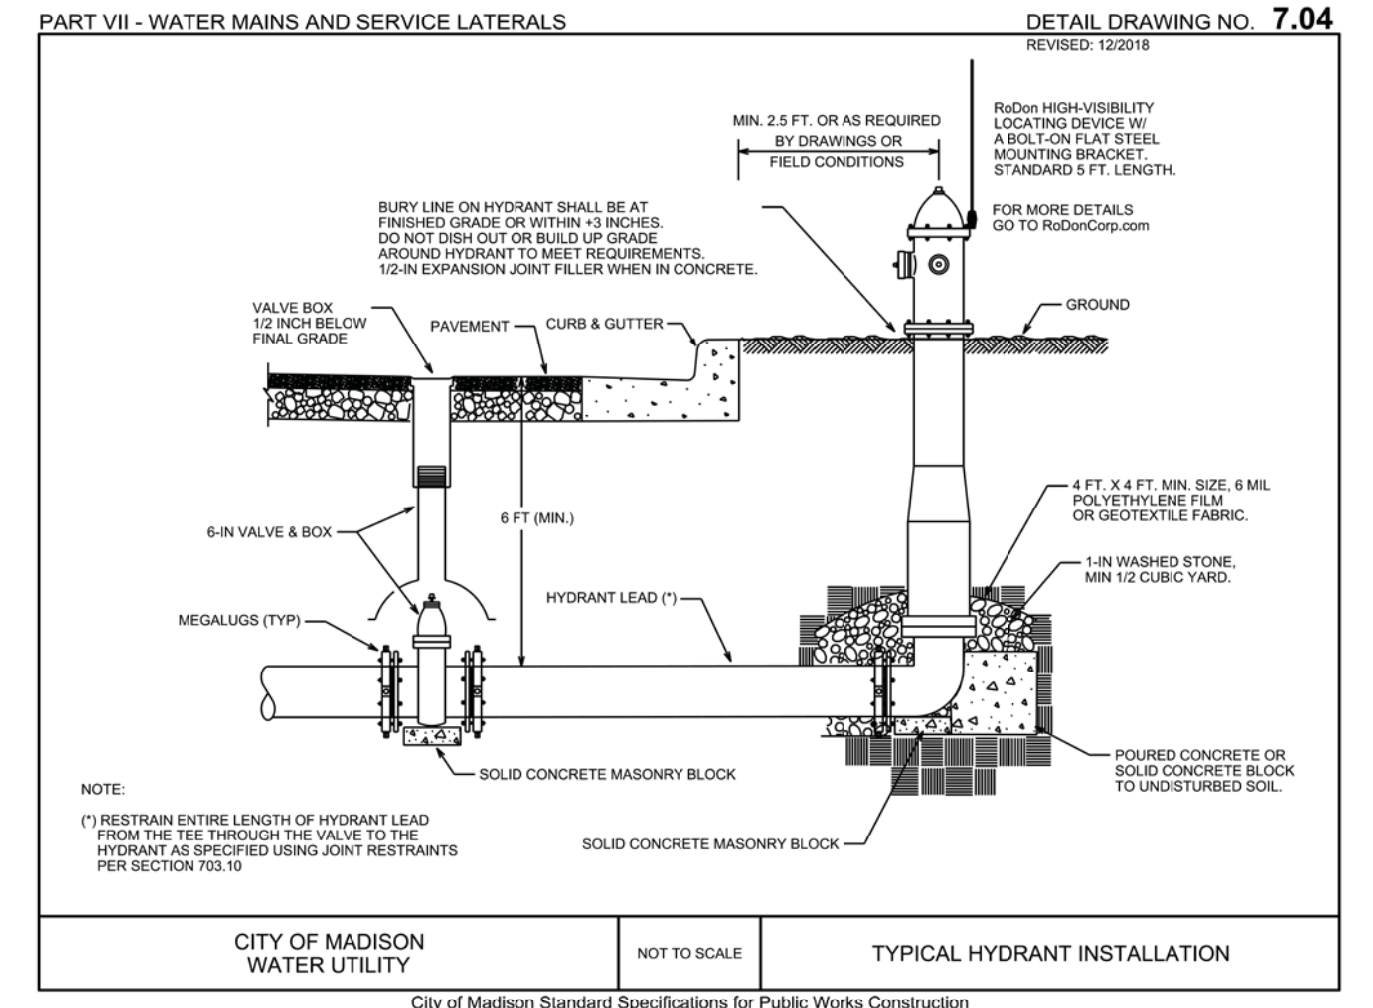 PART VII - WATER MAINS AND SERVICE LATERALS
DETAIL DRAWING NO. 7.04
REVISED: 12/2018
MIN. 2.5 FT. OR AS REQUIRED
BY DRAWINGS OR
FIELD CONDITIONS
RoDon HIGH-VISIBILITY
LOCATING DEVICE W/
A BOLT-ON FLAT STEEL
MOUNTING BRACKET.
STANDARD 5 FT. LENGTH.
FOR MORE DETAILS
GO TO RoDonCorp.com
BURY LINE ON HYDRANT SHALL BE AT
FINISHED GRADE OR WITHIN +3 INCHES.
DO NOT DISH OUT OR BUILD UP GRADE
AROUND HYDRANT TO MEET REQUIREMENTS.
1/2-IN EXPANSION JOINT FILLER WHEN IN CONCRETE.
VALVE BOX
1/2 INCH BELOW
FINAL GRADE
PAVEMENT
CURB & GUTTER
GROUND
4 FT. X 4 FT. MIN. SIZE, 6 MIL
POLYETHYLENE FILM
OR GEOTEXTILE FABRIC.
6-IN VALVE & BOX
6 FT (MIN.)
1-IN WASHED STONE,
MIN 1/2 CUBIC YARD.
HYDRANT LEAD (*)
MEGALUGS (TYP)
POURED CONCRETE OR
SOLID CONCRETE BLOCK
TO UNDISTURBED SOIL.
SOLID CONCRETE MASONRY BLOCK
NOTE:
(*) RESTRAIN ENTIRE LENGTH OF HYDRANT LEAD
FROM THE TEE THROUGH THE VALVE TO THE
HYDRANT AS SPECIFIED USING JOINT RESTRAINTS
PER SECTION 703.10
SOLID CONCRETE MASONRY BLOCK
CITY OF MADISON
WATER UTILITY
NOT TO SCALE
TYPICAL HYDRANT INSTALLATION
City of Madison Standard Specifications for Public Works Construction